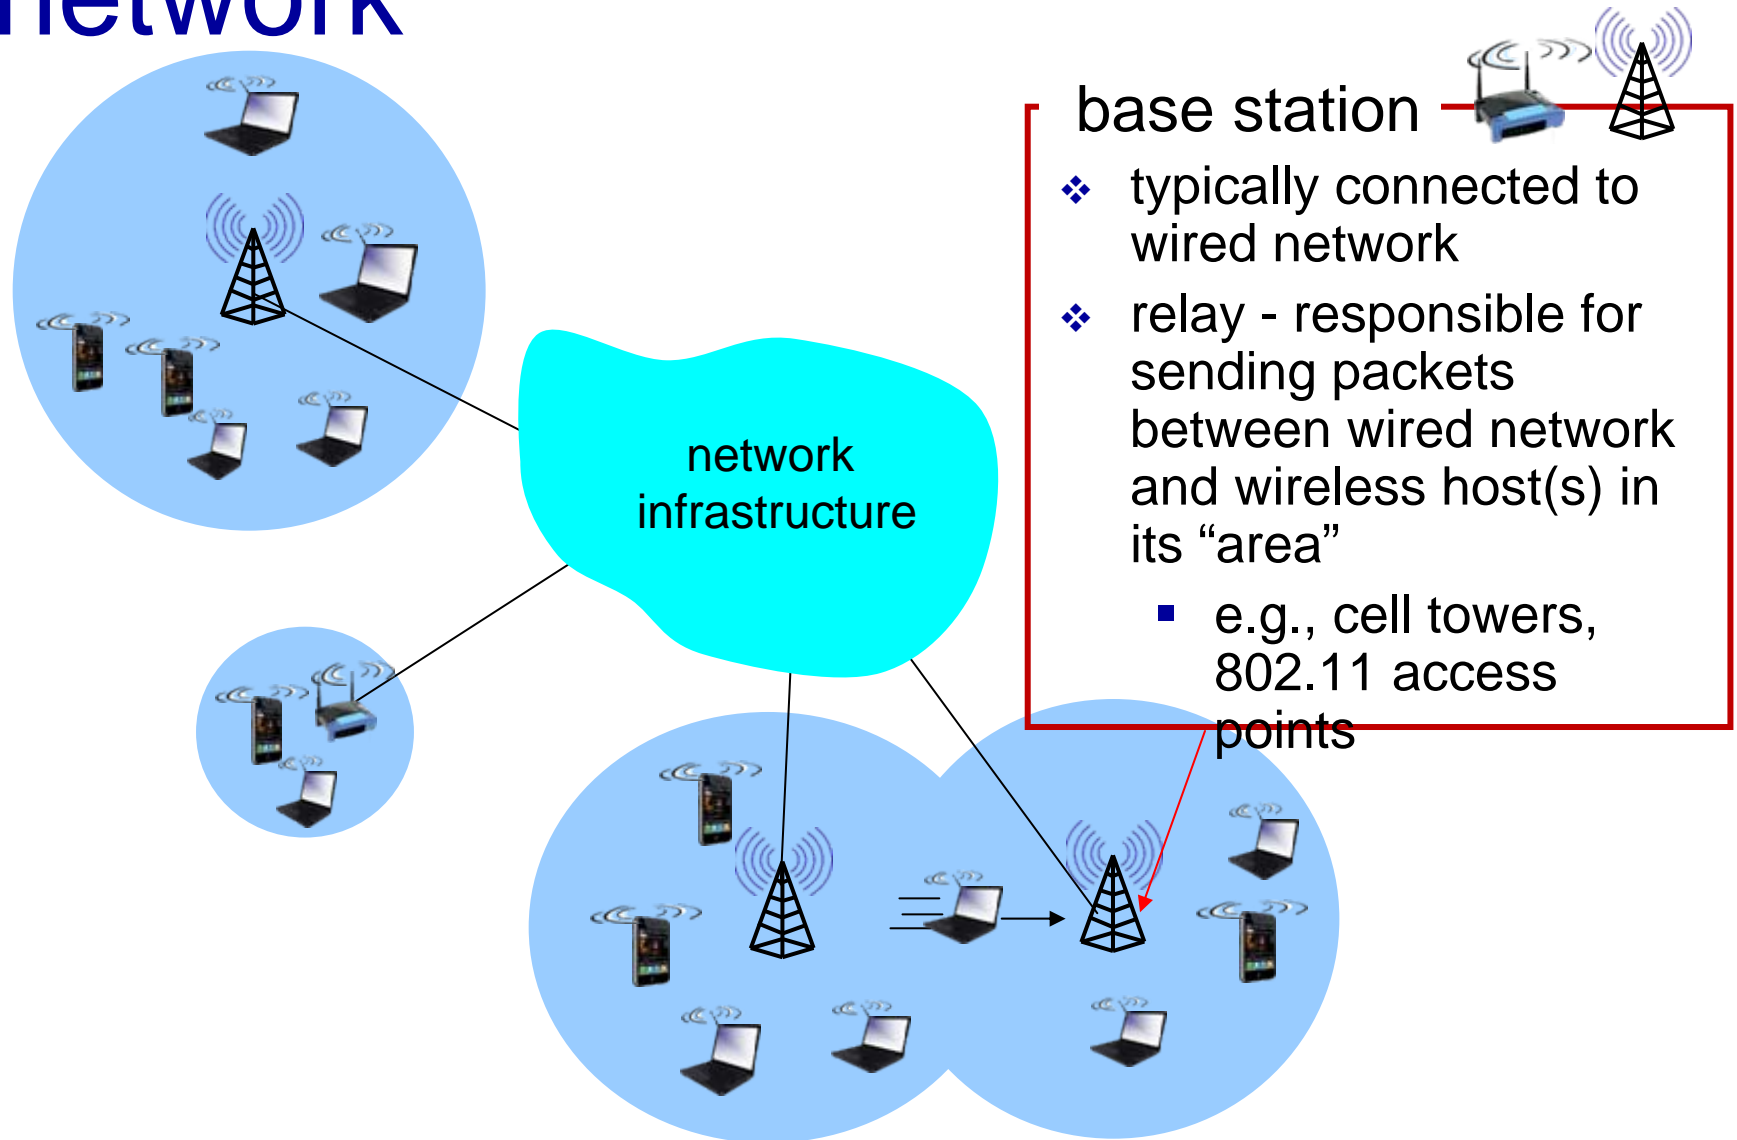 network
base station
typically connected to
wired network
relay - responsible for
sending packets
between wired network
and wireless host(s) in
its “area”
e.g., cell towers,
802.11 access
points
network
infrastructure